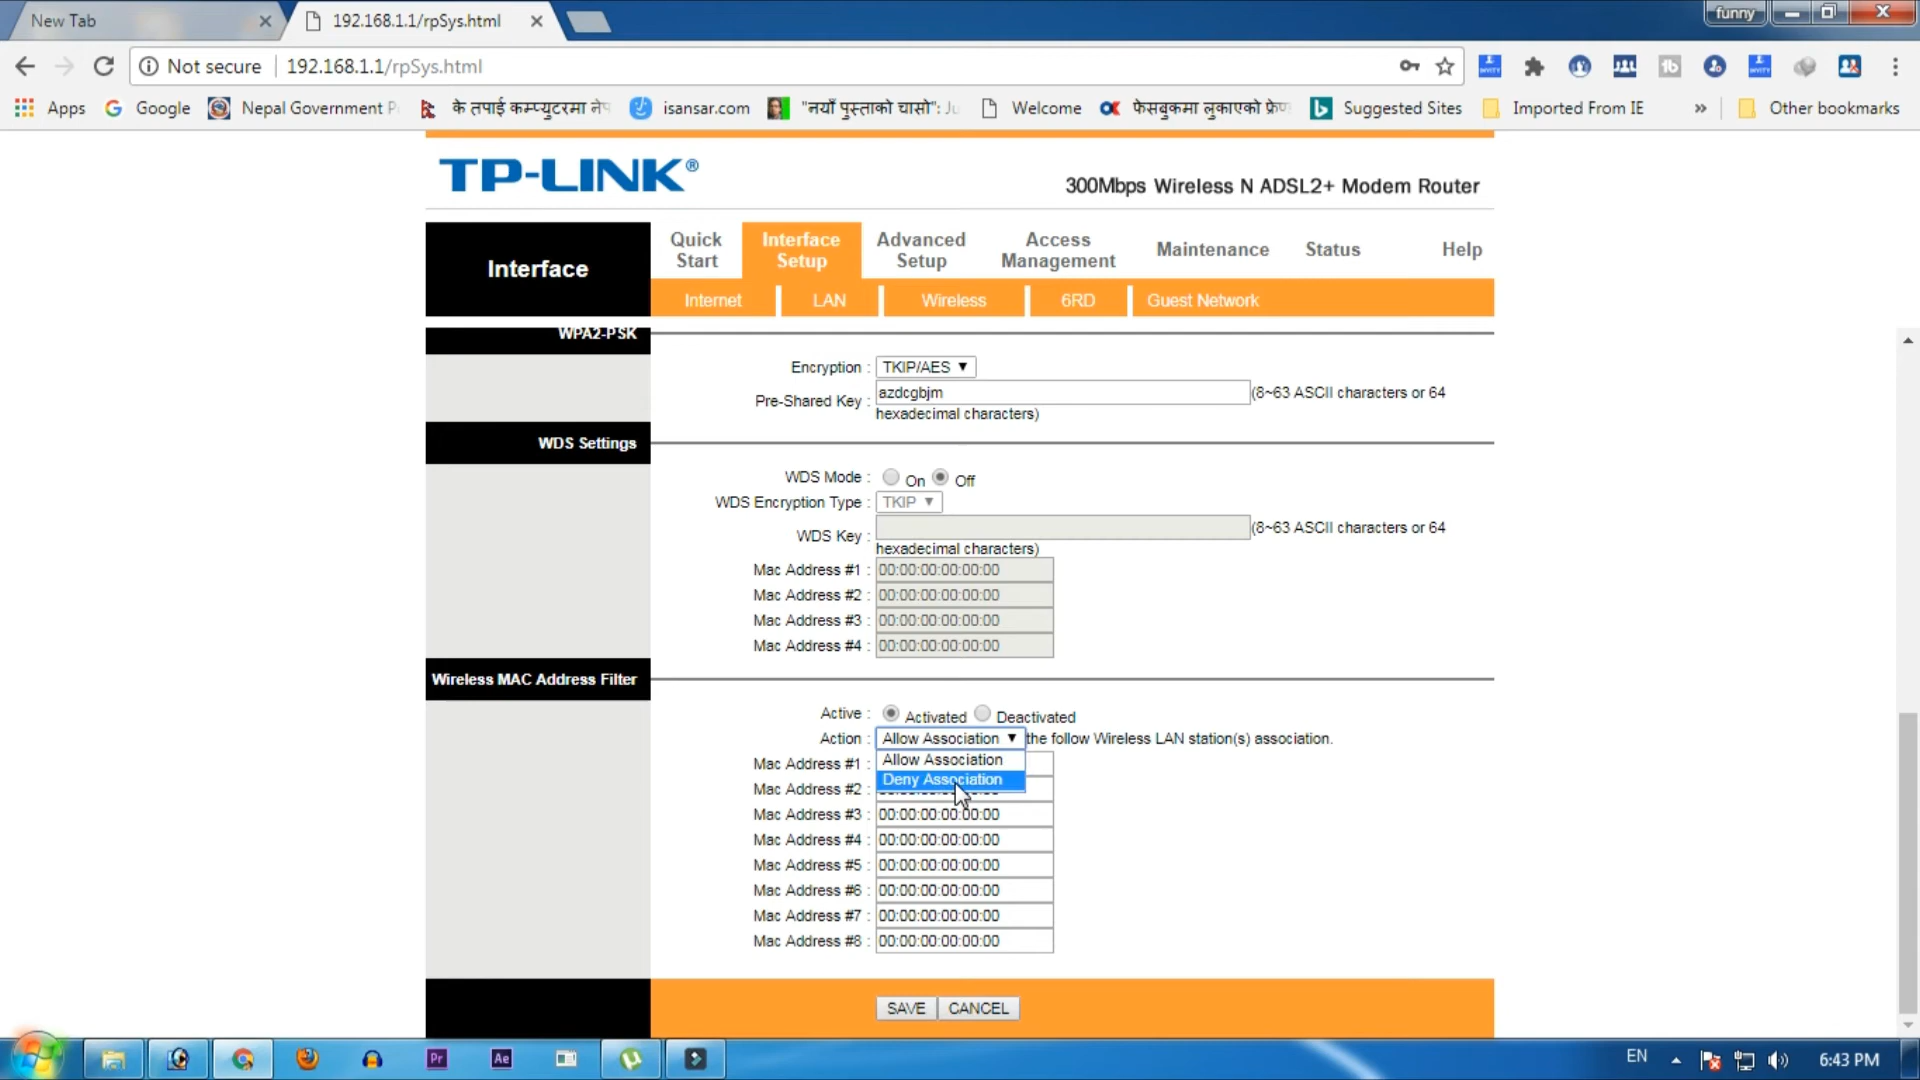 New Tab
192.168.1.1/rpSys.html
funny
Not secure
192.168.1.1/rpSys.html
Apps
Google
Nepal Government P
के तपाई कम्प्युटरमा नेप
isansar.com
"नयाँ पुस्ताको चासो": Ju
Welcome
फेसबुकमा लुकाएको फ्रेण
Suggested Sites
Imported From IE
»
Other bookmarks
TP-LINK®
300Mbps Wireless N ADSL2+ Modem Router
Interface
Quick Start
Interface Setup
Advanced Setup
Access Management
Maintenance
Status
Help
Internet
LAN
Wireless
6RD
Guest Network
WPA2-PSK
Encryption : TKIP/AES
Pre-Shared Key : azdcgbjm (8~63 ASCII characters or 64
hexadecimal characters)
WDS Settings
WDS Mode : On Off
WDS Encryption Type : TKIP
WDS Key : (8~63 ASCII characters or 64
hexadecimal characters)
Mac Address #1 : 00:00:00:00:00:00
Mac Address #2 : 00:00:00:00:00:00
Mac Address #3 : 00:00:00:00:00:00
Mac Address #4 : 00:00:00:00:00:00
Wireless MAC Address Filter
Active : Activated Deactivated
Action : Allow Association the follow Wireless LAN station(s) association.
Allow Association
Deny Association
Mac Address #1 :
Mac Address #2 :
Mac Address #3 : 00:00:00:00:00:00
Mac Address #4 : 00:00:00:00:00:00
Mac Address #5 : 00:00:00:00:00:00
Mac Address #6 : 00:00:00:00:00:00
Mac Address #7 : 00:00:00:00:00:00
Mac Address #8 : 00:00:00:00:00:00
SAVE
CANCEL
Pr
Ae
EN
6:43 PM